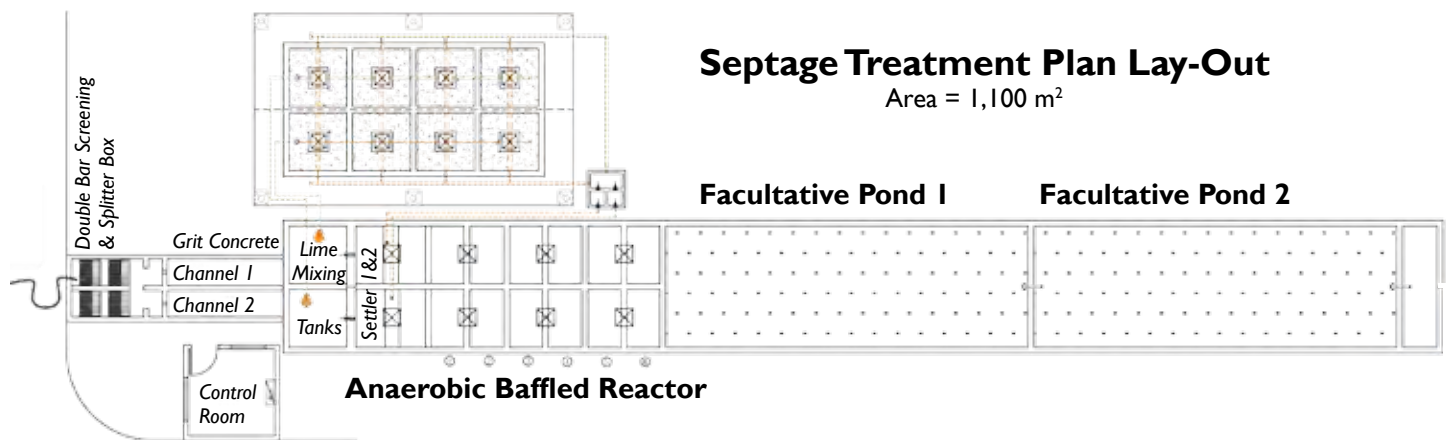 Septage Treatment Plan Lay-Out
Area = 1,100 m²
Double Bar Screening
& Splitter Box
Grit Concrete
Channel 1
Channel 2
Lime
Mixing
Tanks
Settler 1&2
Facultative Pond 1
Facultative Pond 2
Anaerobic Baffled Reactor
Control
Room